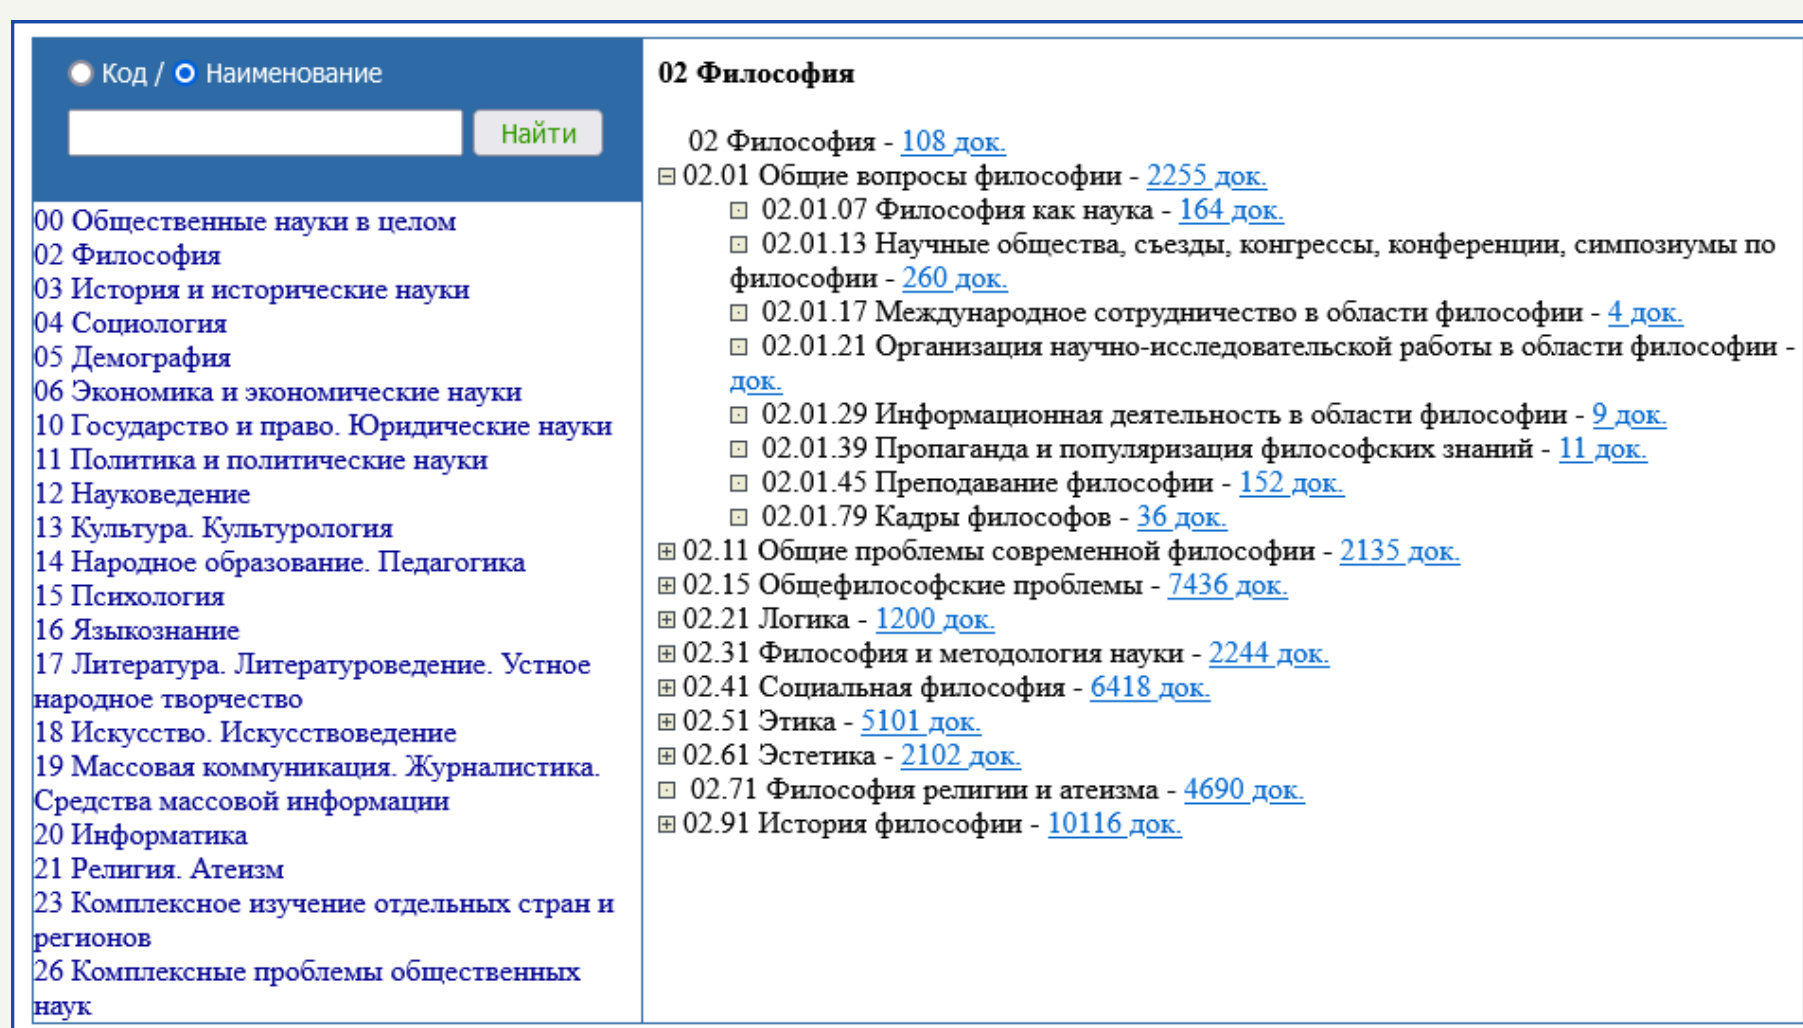 Код / Наименование
Найти
00 Общественные науки в целом
02 Философия
03 История и исторические науки
04 Социология
05 Демография
06 Экономика и экономические науки
10 Государство и право. Юридические науки
11 Политика и политические науки
12 Науковедение
13 Культура. Культурология
14 Народное образование. Педагогика
15 Психология
16 Языкознание
17 Литература. Литературоведение. Устное
народное творчество
18 Искусство. Искусствоведение
19 Массовая коммуникация. Журналистика.
Средства массовой информации
20 Информатика
21 Религия. Атеизм
23 Комплексное изучение отдельных стран и
регионов
26 Комплексные проблемы общественных
наук
02 Философия
02 Философия - 108 док.
02.01 Общие вопросы философии - 2255 док.
02.01.07 Философия как наука - 164 док.
02.01.13 Научные общества, съезды, конгрессы, конференции, симпозиумы по
философии - 260 док.
02.01.17 Международное сотрудничество в области философии - 4 док.
02.01.21 Организация научно-исследовательской работы в области философии -
док.
02.01.29 Информационная деятельность в области философии - 9 док.
02.01.39 Пропаганда и популяризация философских знаний - 11 док.
02.01.45 Преподавание философии - 152 док.
02.01.79 Кадры философов - 36 док.
02.11 Общие проблемы современной философии - 2135 док.
02.15 Общефилософские проблемы - 7436 док.
02.21 Логика - 1200 док.
02.31 Философия и методология науки - 2244 док.
02.41 Социальная философия - 6418 док.
02.51 Этика - 5101 док.
02.61 Эстетика - 2102 док.
02.71 Философия религии и атеизма - 4690 док.
02.91 История философии - 10116 док.